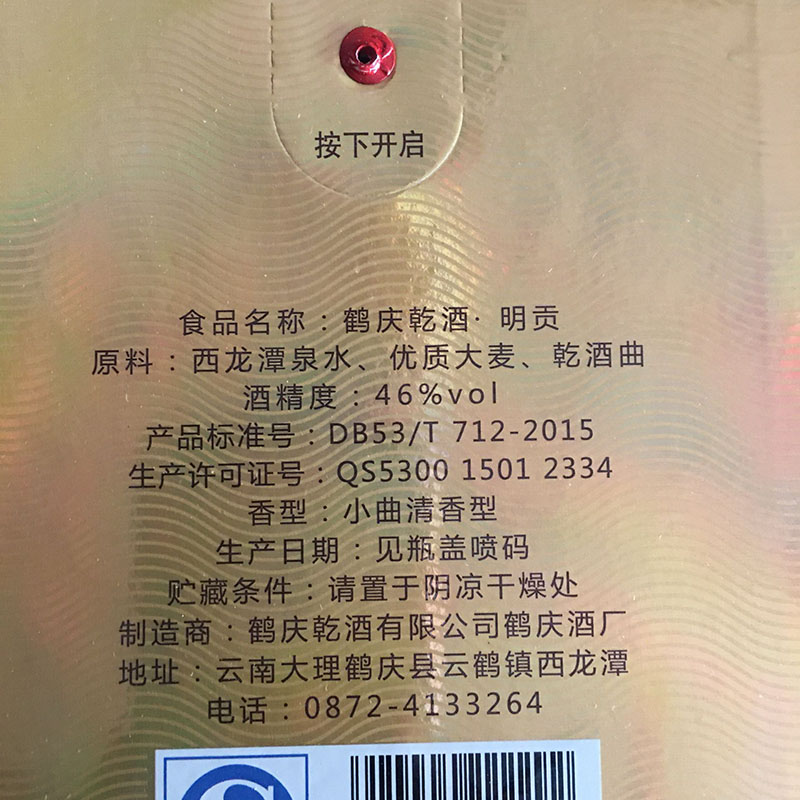 按下开启
食品名称：鹤庆乾酒·明贡
原料：西龙潭泉水、优质大麦、乾酒曲
酒精度：46%vol
产品标准号：DB53/T 712-2015
生产许可证号：QS5300 1501 2334
香型：小曲清香型
生产日期：见瓶盖喷码
贮藏条件：请置于阴凉干燥处
制造商：鹤庆乾酒有限公司鹤庆酒厂
地址：云南大理鹤庆县云鹤镇西龙潭
电话：0872-4133264